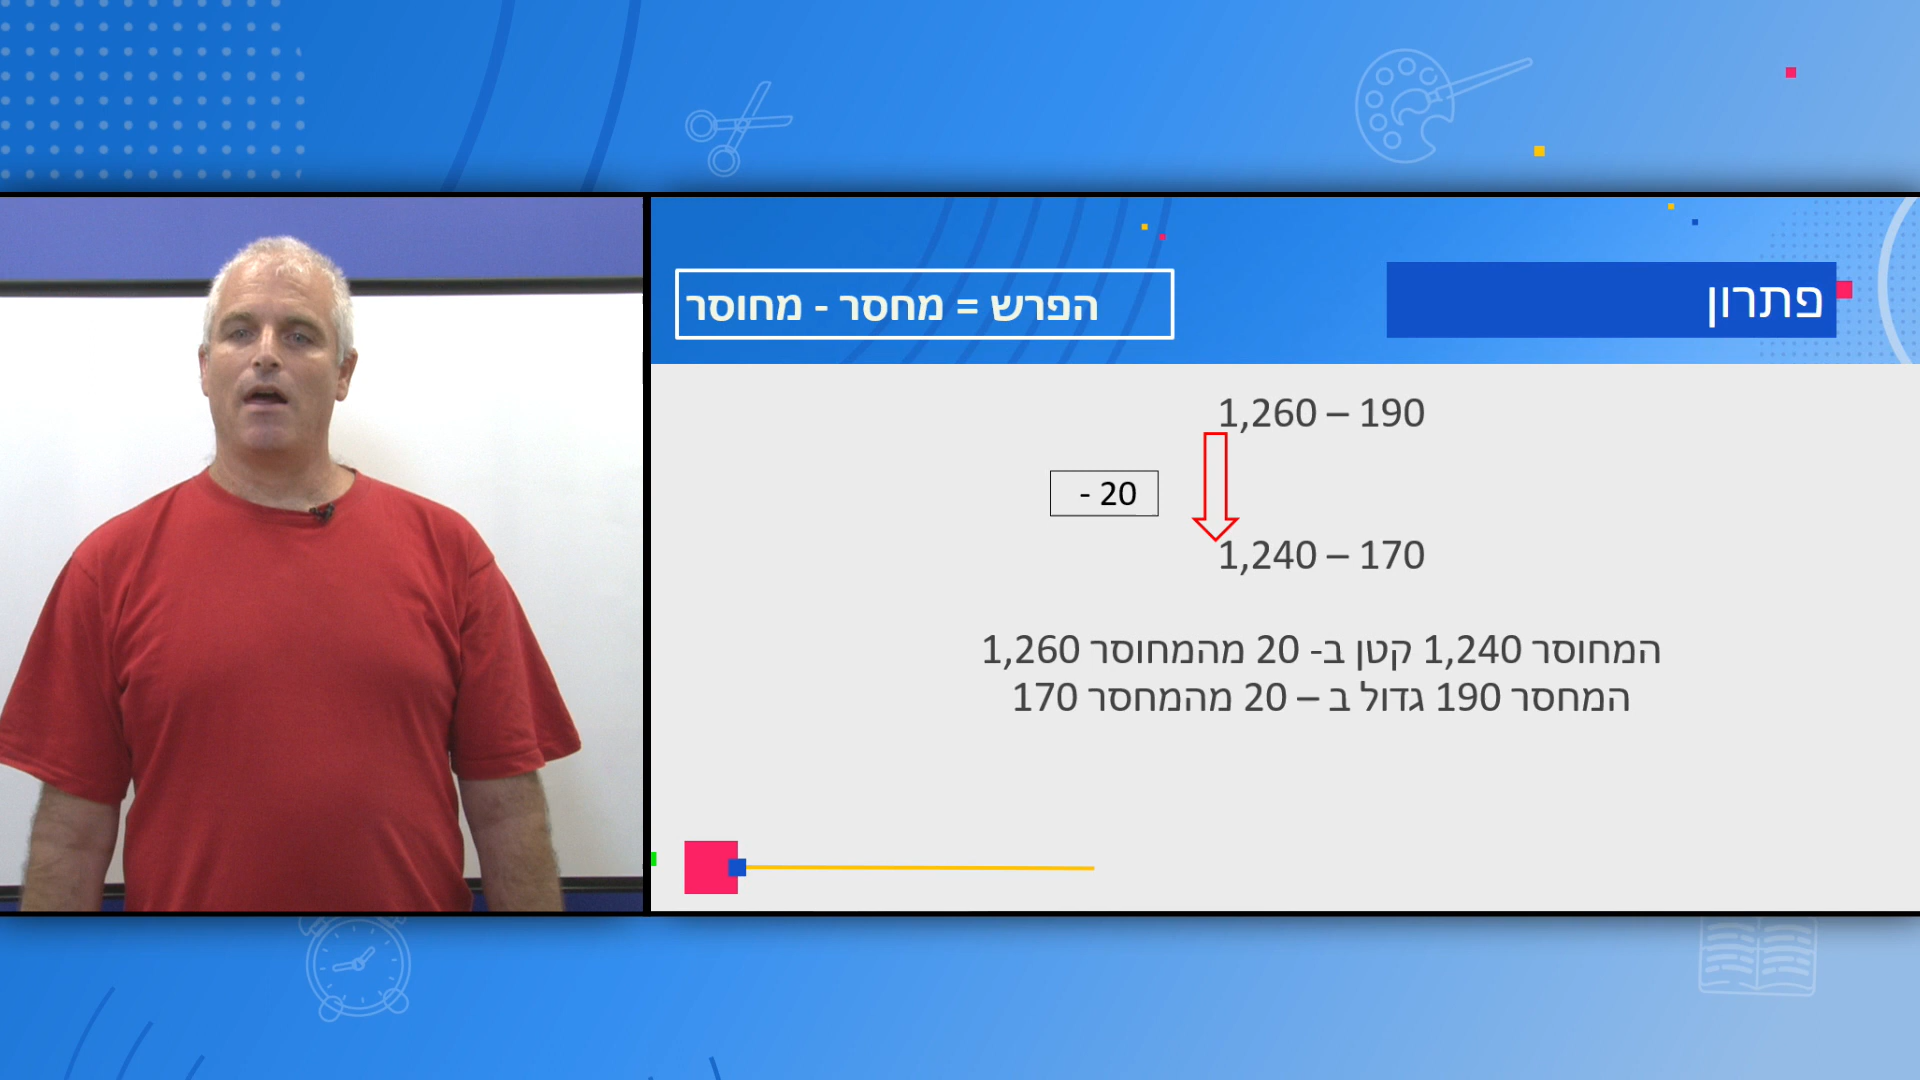 פתרון
הפרש = מחסר - מחוסר
1,260 – 190
- 20
1,240 – 170
המחוסר 1,240 קטן ב- 20 מהמחוסר 1,260
המחסר 190 גדול ב – 20 מהמחסר 170